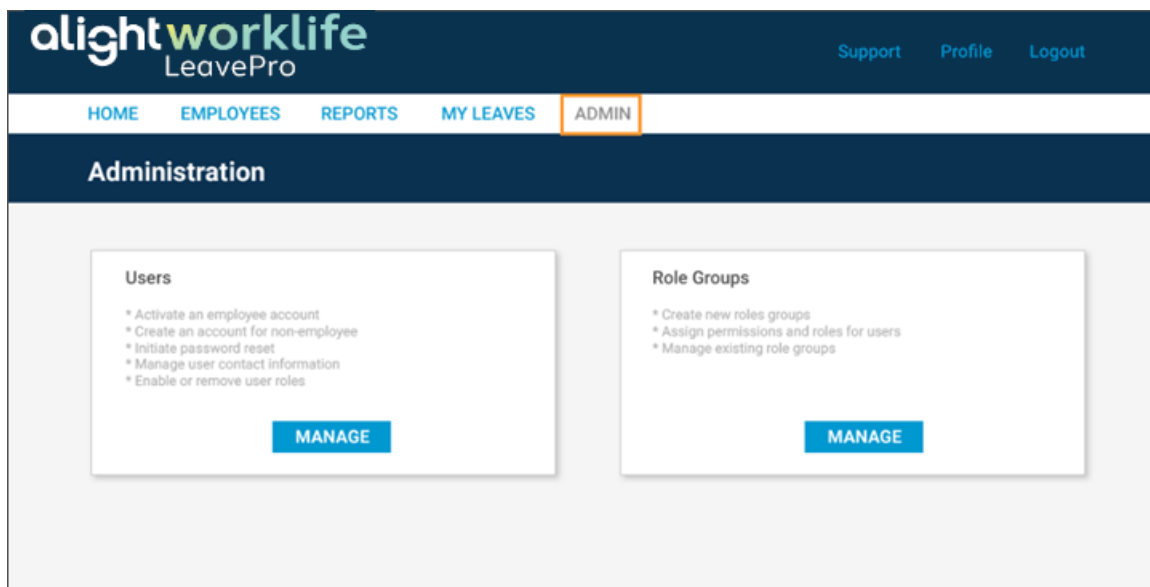 alight worklife
LeavePro
Support Profile Logout
HOME EMPLOYEES REPORTS MY LEAVES ADMIN
Administration
Users
* Activate an employee account
* Create an account for non-employee
* Initiate password reset
* Manage user contact information
* Enable or remove user roles
MANAGE
Role Groups
* Create new roles groups
* Assign permissions and roles for users
* Manage existing role groups
MANAGE